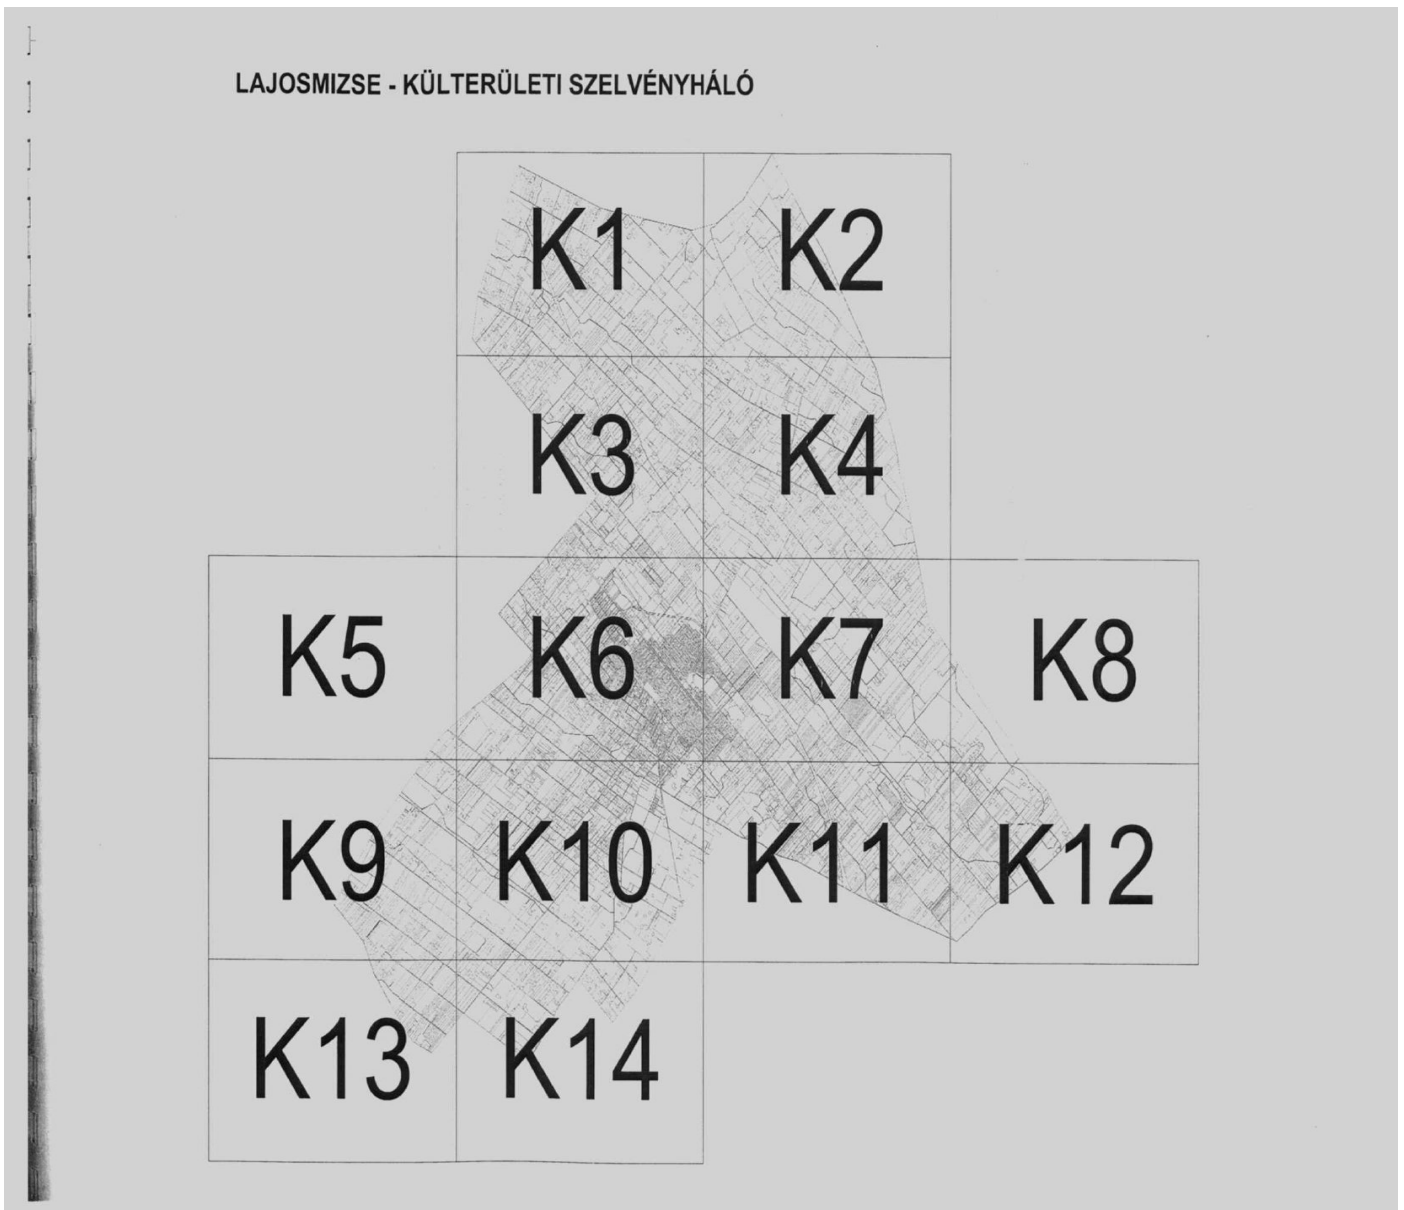 LAJOSMIZSE - KÜLTERÜLETI SZELVÉNYHÁLÓ
K1 K2
K3 K4
K5 K6 K7 K8
K9 K10 K11 K12
K13 K14